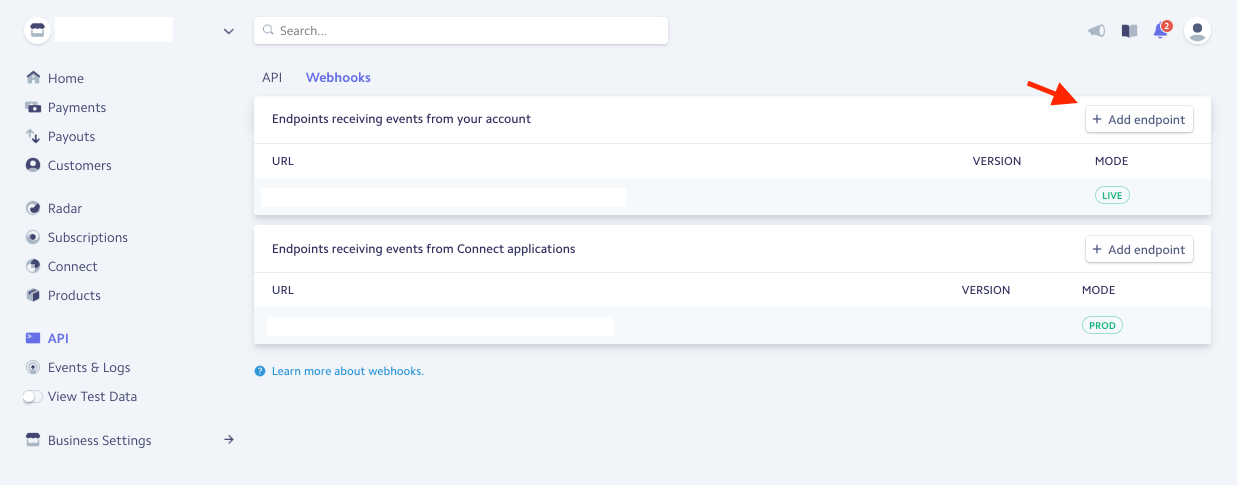 Search...
2
Home
Payments
Payouts
Customers
Radar
Subscriptions
Connect
Products
API
Events & Logs
View Test Data
Business Settings
API Webhooks
Endpoints receiving events from your account
+ Add endpoint
URL VERSION MODE
LIVE
Endpoints receiving events from Connect applications
+ Add endpoint
URL VERSION MODE
PROD
? Learn more about webhooks.